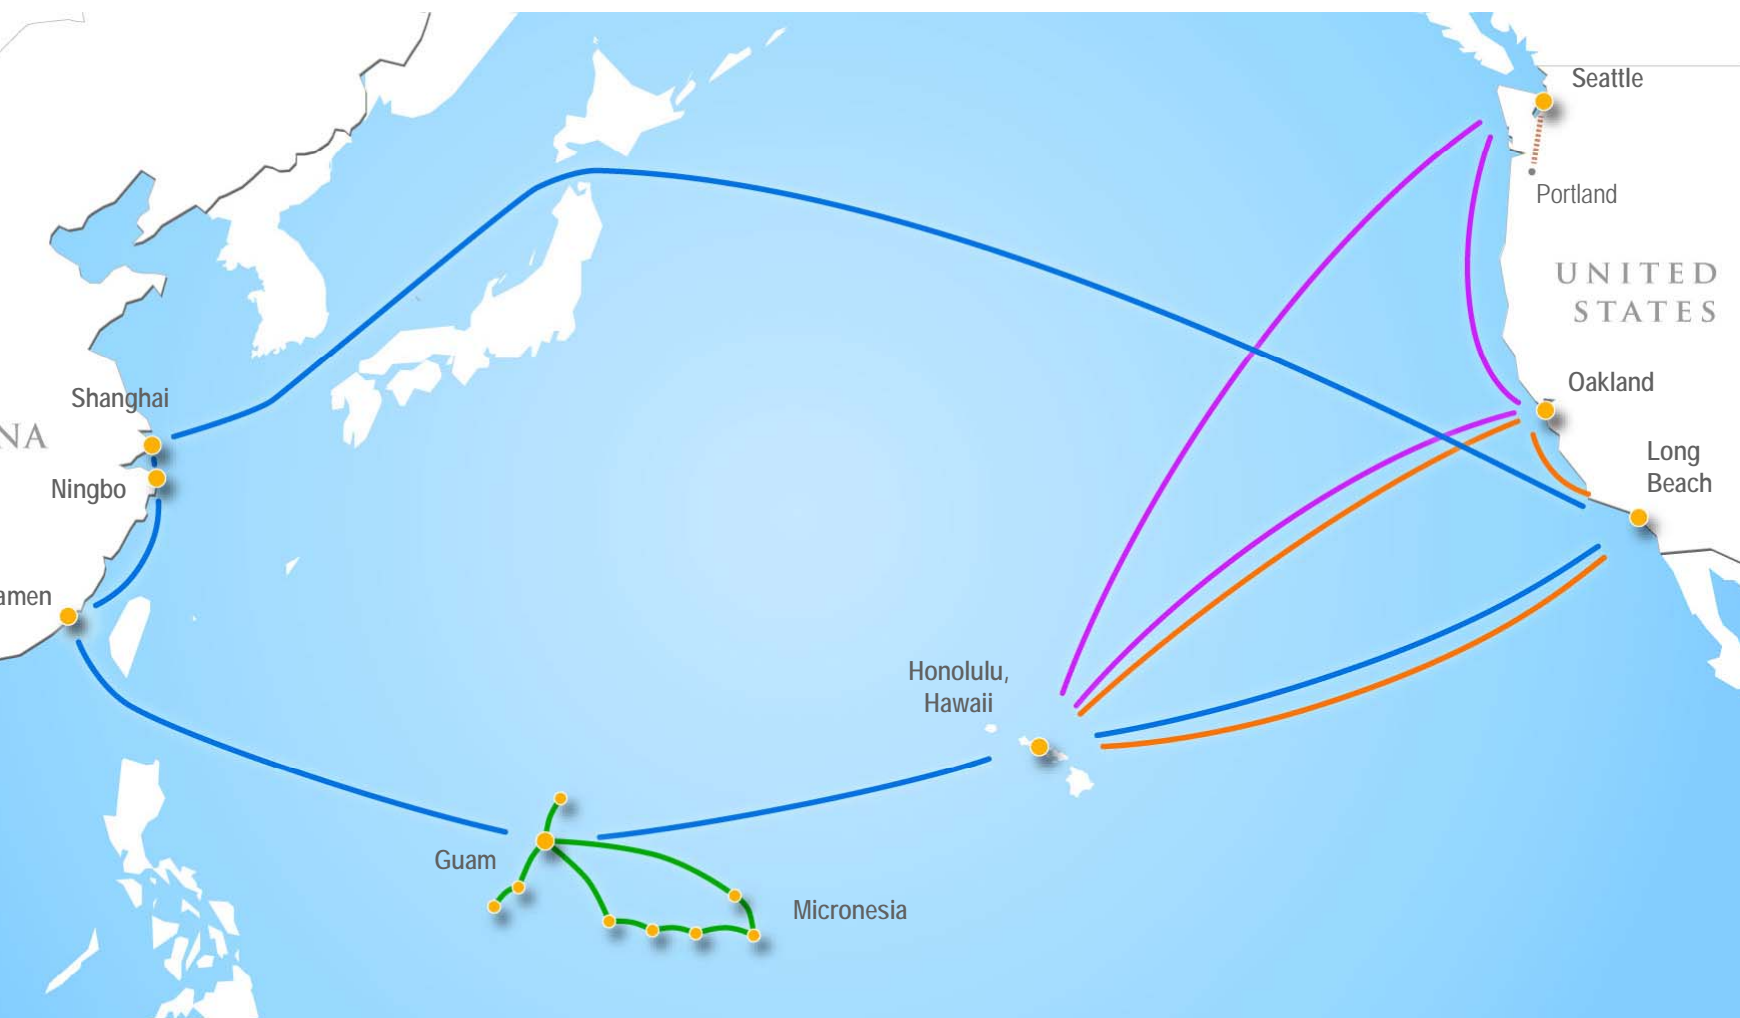 Seattle
Portland
UNITED
STATES
Oakland
Shanghai
NA
Long
Beach
Ningbo
amen
Honolulu,
Hawaii
Guam
Micronesia